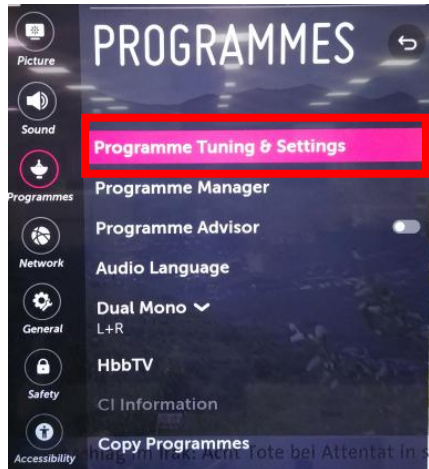 PROGRAMMES
Picture
Sound
Programmes
Network
General
Safety
Accessibility
Programme Tuning & Settings
Programme Manager
Programme Advisor
Audio Language
Dual Mono
L+R
HbbTV
CI Information
Copy Programmes
Irak: Acht Tote bei Attentat in